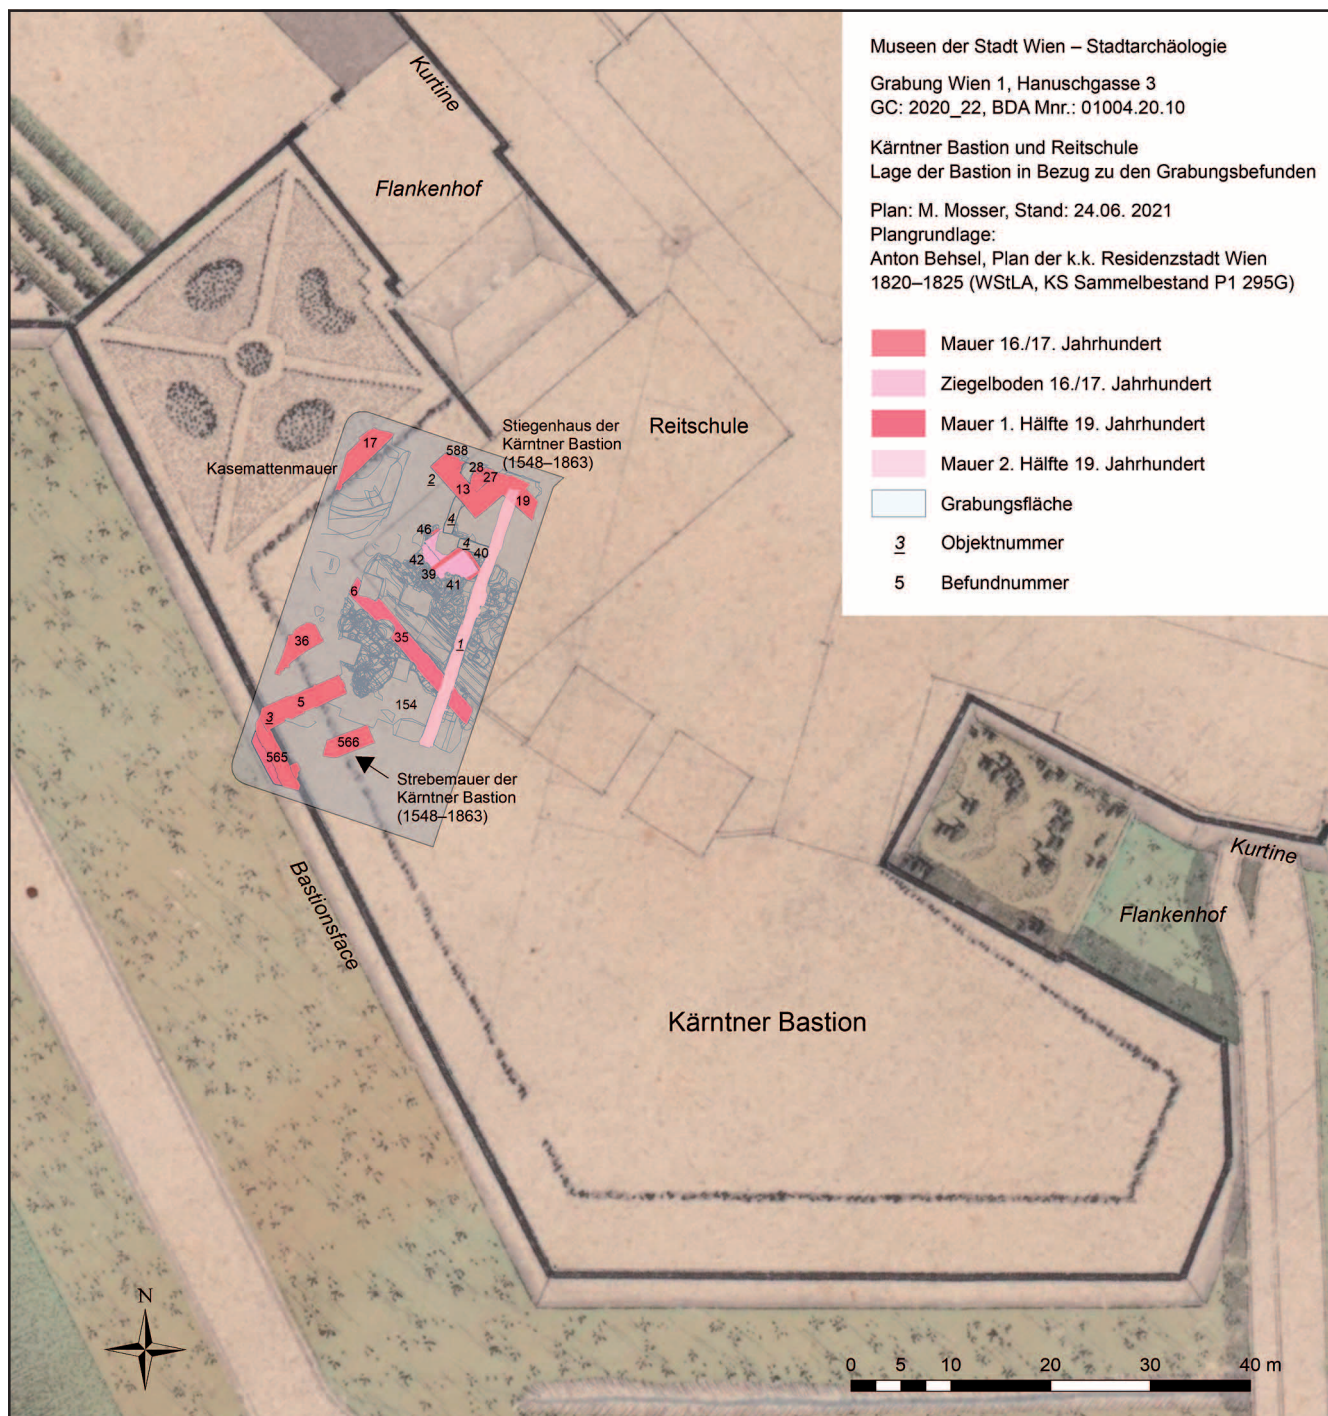 Museen der Stadt Wien – Stadtarchäologie
Grabung Wien 1, Hanuschgasse 3
GC: 2020_22, BDA Mnr.: 01004.20.10
Kärntner Bastion und Reitschule
Lage der Bastion in Bezug zu den Grabungsbefunden
Plan: M. Mosser, Stand: 24.06. 2021
Plangrundlage:
Anton Behsel, Plan der k.k. Residenzstadt Wien
1820–1825 (WStLA, KS Sammelbestand P1 295G)
Mauer 16./17. Jahrhundert
Ziegelboden 16./17. Jahrhundert
Mauer 1. Hälfte 19. Jahrhundert
Mauer 2. Hälfte 19. Jahrhundert
Grabungsfläche
3 Objektnummer
5 Befundnummer
Kurtine
Flankenhof
Reitschule
Stiegenhaus der
Kärntner Bastion
(1548–1863)
Kasemattenmauer
17
588
28
27
2
13
19
4
46
4
40
42
39
41
6
35
36
1
5
3
154
566
565
Strebemauer der
Kärntner Bastion
(1548–1863)
Bastionsface
Kurtine
Flankenhof
Kärntner Bastion
N
0 5 10 20 30 40 m